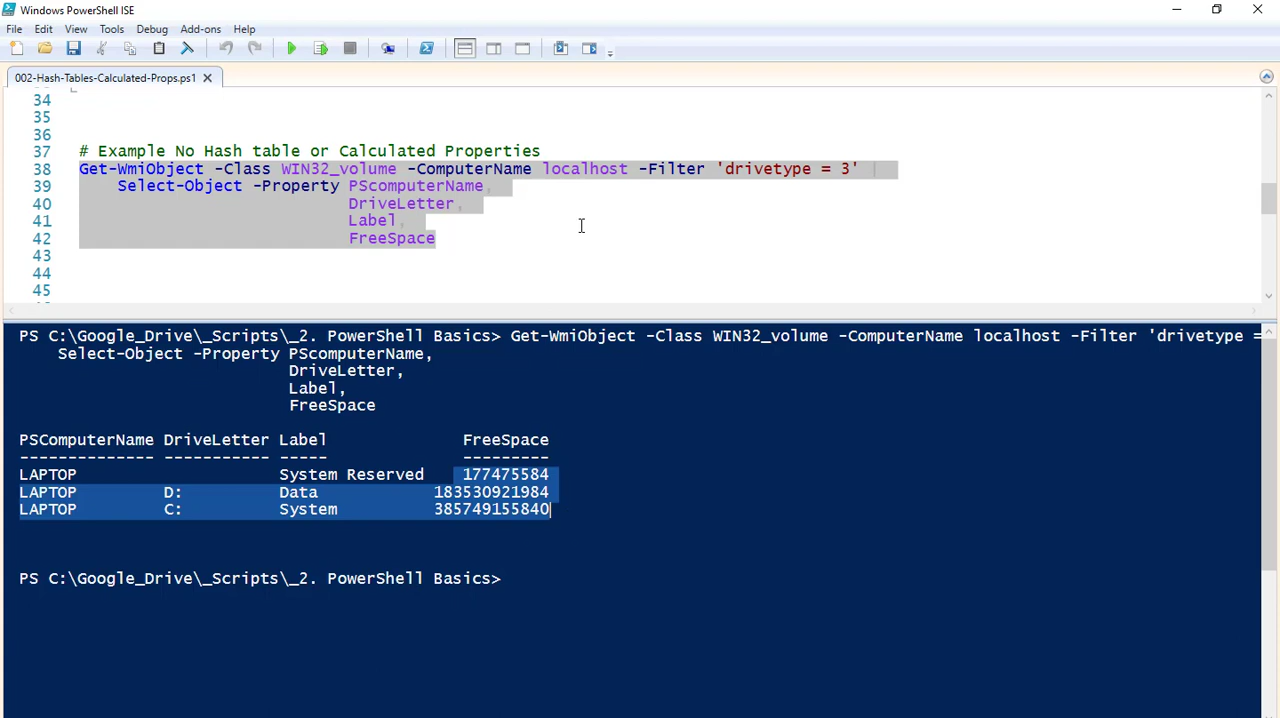 Windows PowerShell ISE
File Edit View Tools Debug Add-ons Help
002-Hash-Tables-Calculated-Props.ps1
34
35
36
37 # Example No Hash table or Calculated Properties
38 Get-WmiObject -Class WIN32_volume -ComputerName localhost -Filter 'drivetype = 3' |
39 Select-Object -Property PScomputerName,
40 DriveLetter,
41 Label,
42 FreeSpace
43
44
45
PS C:\Google_Drive\_Scripts\_2. PowerShell Basics> Get-WmiObject -Class WIN32_volume -ComputerName localhost -Filter 'drivetype =
Select-Object -Property PScomputerName,
DriveLetter,
Label,
FreeSpace
PSComputerName DriveLetter Label FreeSpace
-------------- ----------- ----- ---------
LAPTOP System Reserved 177475584
LAPTOP D: Data 183530921984
LAPTOP C: System 385749155840
PS C:\Google_Drive\_Scripts\_2. PowerShell Basics>